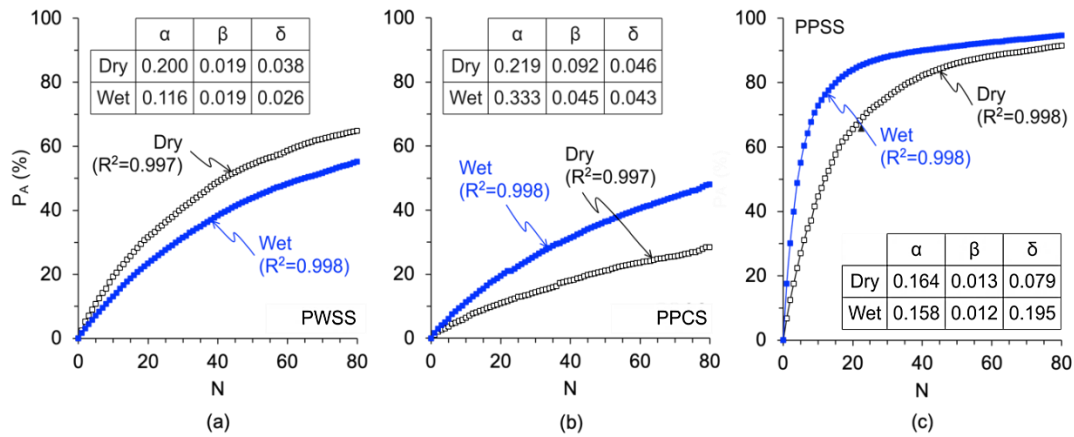 100
80
60
40
20
0
P_A (%)
α β δ
Dry 0.200 0.019 0.038
Wet 0.116 0.019 0.026
Dry
(R²=0.997)
Wet
(R²=0.998)
PWSS
0 20 40 60 80
N
(a)
100
80
60
40
20
0
α β δ
Dry 0.219 0.092 0.046
Wet 0.333 0.045 0.043
Wet
(R²=0.998)
Dry
(R²=0.997)
PPCS
0 20 40 60 80
N
(b)
100
80
60
40
20
0
PPSS
Dry
(R²=0.998)
Wet
(R²=0.998)
α β δ
Dry 0.164 0.013 0.079
Wet 0.158 0.012 0.195
0 20 40 60 80
N
(c)